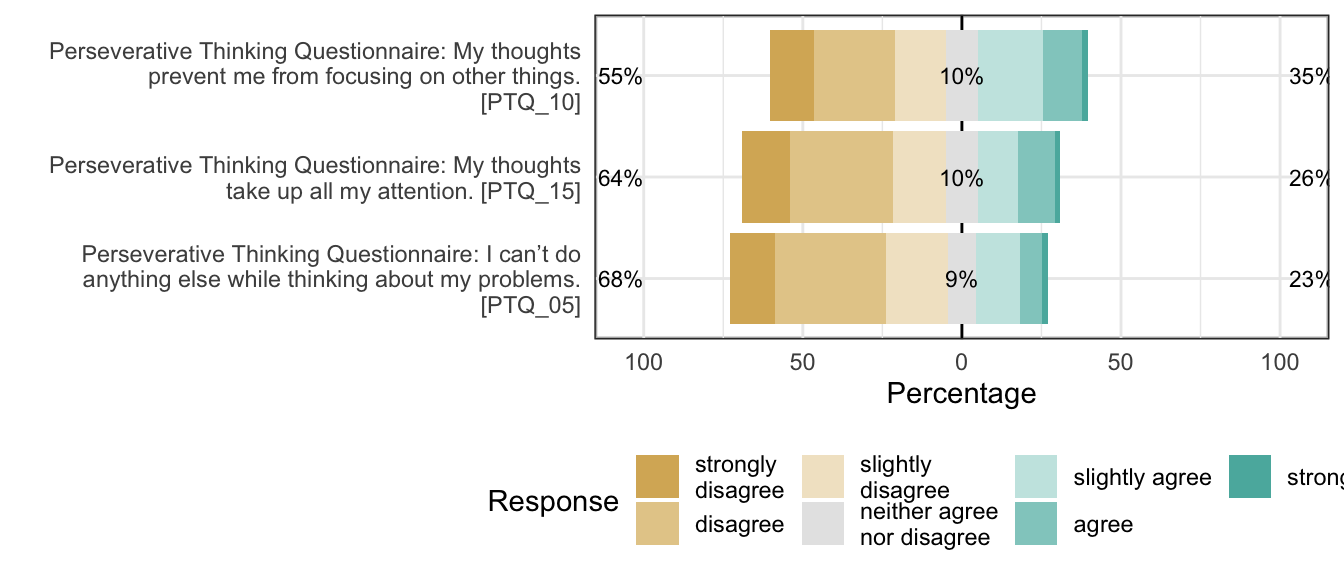 Perseverative Thinking Questionnaire: My thoughts
prevent me from focusing on other things.
[PTQ_10]
55%
10%
35%
Perseverative Thinking Questionnaire: My thoughts
take up all my attention. [PTQ_15]
64%
10%
26%
Perseverative Thinking Questionnaire: I can’t do
anything else while thinking about my problems.
[PTQ_05]
68%
9%
23%
100 50 0 50 100
Percentage
Response
strongly
disagree
disagree
slightly
disagree
neither agree
nor disagree
slightly agree
agree